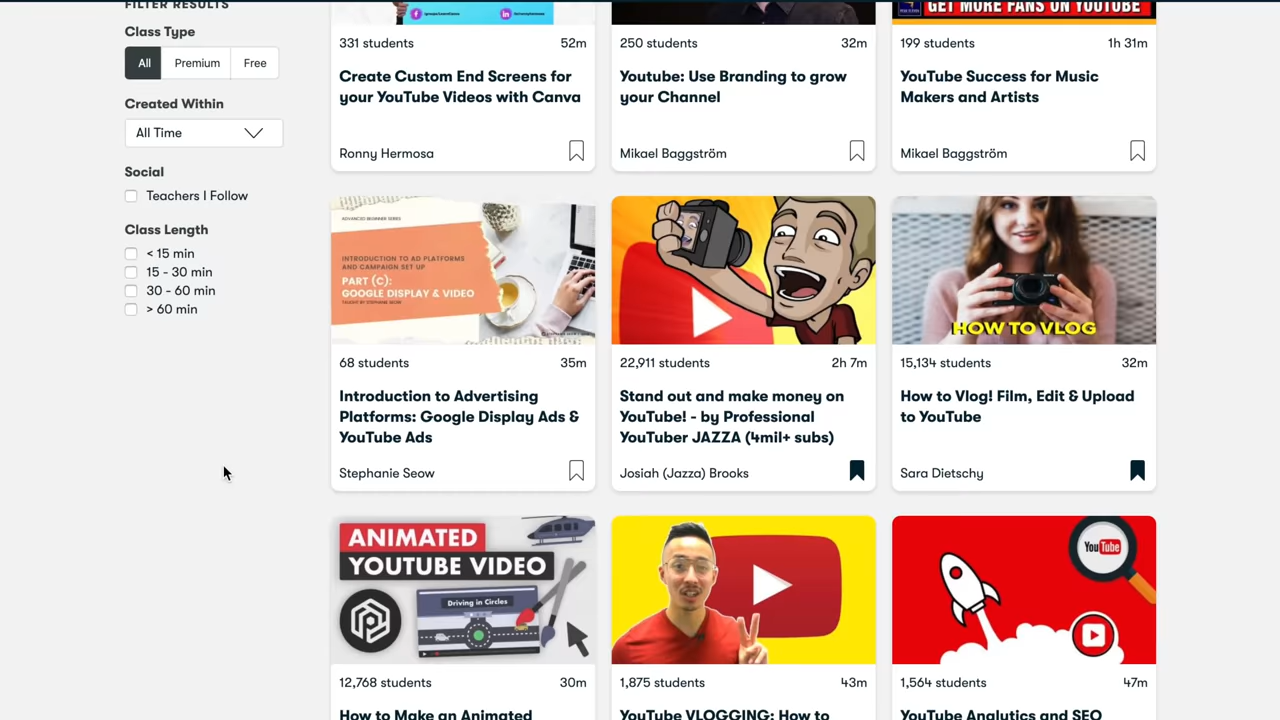 FILTER RESULTS
Class Type
All
Premium
Free
Created Within
All Time
Social
Teachers I Follow
Class Length
< 15 min
15 - 30 min
30 - 60 min
> 60 min
GET MORE FANS ON YOUTUBE
331 students
52m
Create Custom End Screens for
your YouTube Videos with Canva
Ronny Hermosa
250 students
32m
Youtube: Use Branding to grow
your Channel
Mikael Baggström
199 students
1h 31m
YouTube Success for Music
Makers and Artists
Mikael Baggström
ADVANCED BEGINNER SERIES
INTRODUCTION TO AD PLATFORMS
AND CAMPAIGN SET UP
PART (C):
GOOGLE DISPLAY & VIDEO
TAUGHT BY STEPHANIE SEOW
68 students
35m
Introduction to Advertising
Platforms: Google Display Ads &
YouTube Ads
Stephanie Seow
22,911 students
2h 7m
Stand out and make money on
YouTube! - by Professional
YouTuber JAZZA (4mil+ subs)
Josiah (Jazza) Brooks
HOW TO VLOG
15,134 students
32m
How to Vlog! Film, Edit & Upload
to YouTube
Sara Dietschy
ANIMATED
YOUTUBE VIDEO
Driving in Circles
12,768 students
30m
How to Make an Animated
1,875 students
43m
YouTube VLOGGING: How to
YouTube
1,564 students
47m
YouTube Analytics and SEO